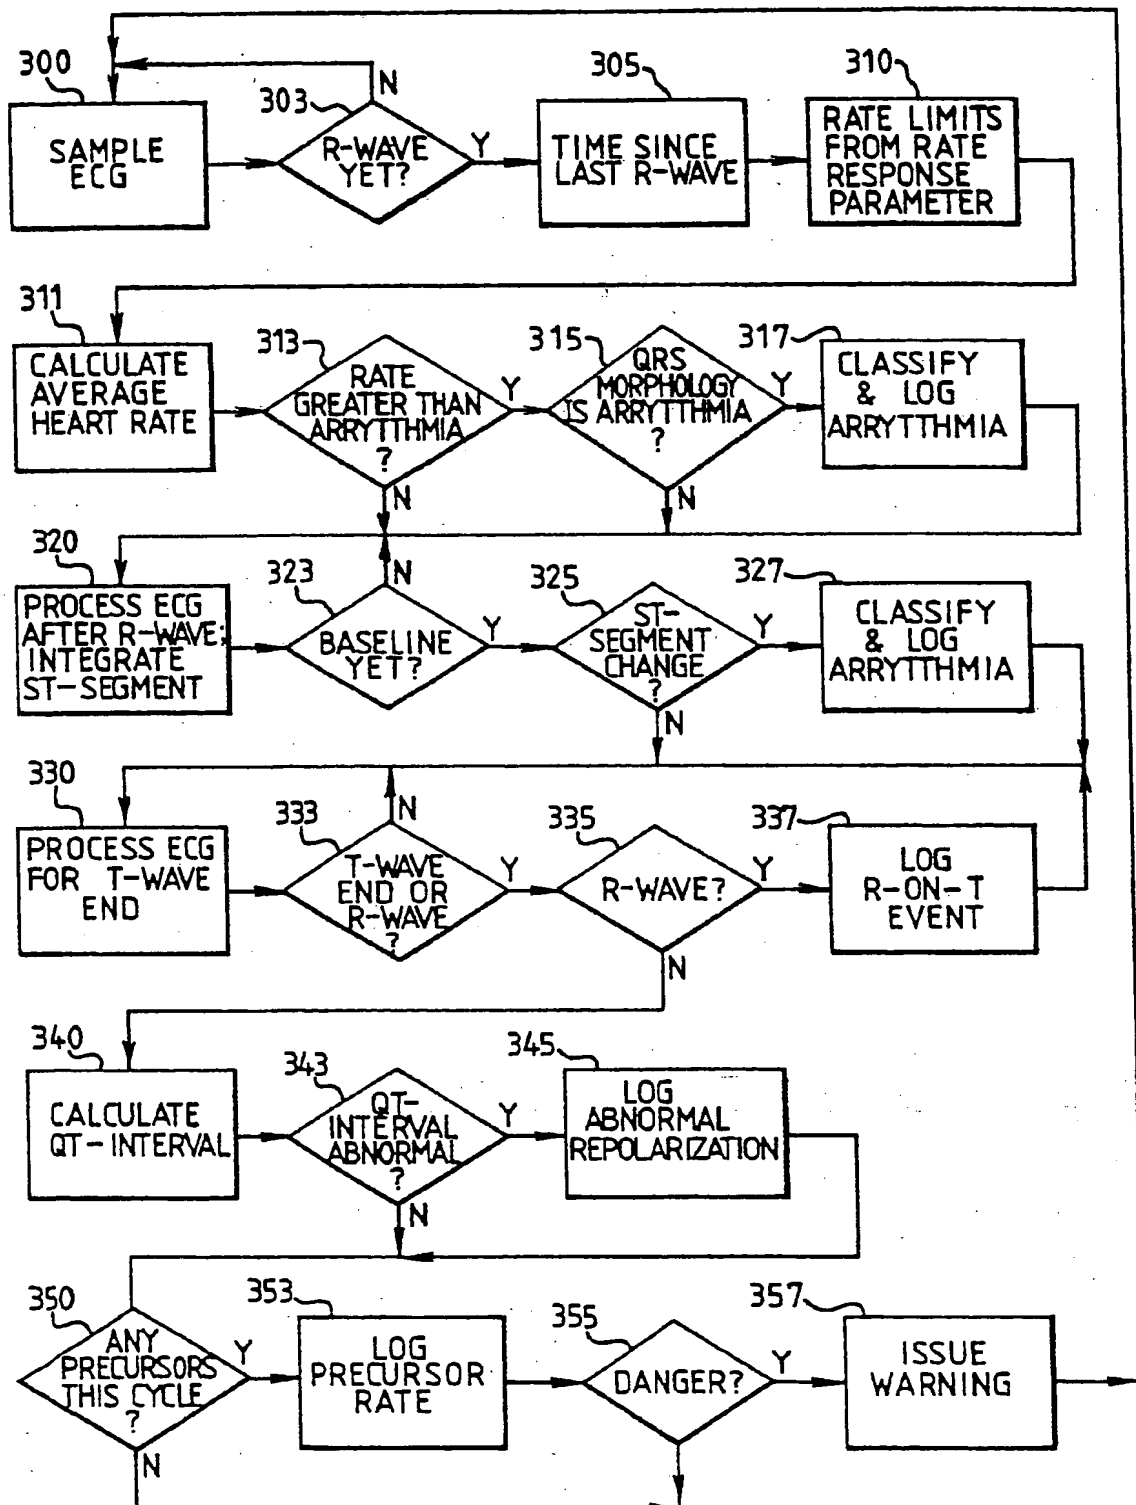 300
SAMPLE
ECG
303
R-WAVE
YET?
N
Y
305
TIME SINCE
LAST R-WAVE
310
RATE LIMITS
FROM RATE
RESPONSE
PARAMETER
311
CALCULATE
AVERAGE
HEART RATE
313
RATE
GREATER THAN
ARRYTTHMIA
?
Y
N
315
QRS
MORPHOLOGY
IS ARRYTTHMIA
?
Y
N
317
CLASSIFY
& LOG
ARRYTTHMIA
320
PROCESS ECG
AFTER R-WAVE:
INTEGRATE
ST-SEGMENT
323
BASELINE
YET?
N
Y
325
ST-
SEGMENT
CHANGE
?
Y
N
327
CLASSIFY
& LOG
ARRYTTHMIA
330
PROCESS ECG
FOR T-WAVE
END
333
T-WAVE
END OR
R-WAVE
?
N
Y
335
R-WAVE?
Y
N
337
LOG
R-ON-T
EVENT
340
CALCULATE
QT-INTERVAL
343
QT-
INTERVAL
ABNORMAL
?
Y
N
345
LOG
ABNORMAL
REPOLARIZATION
350
ANY
PRECURSORS
THIS CYCLE
?
Y
N
353
LOG
PRECURSOR
RATE
355
DANGER?
Y
357
ISSUE
WARNING